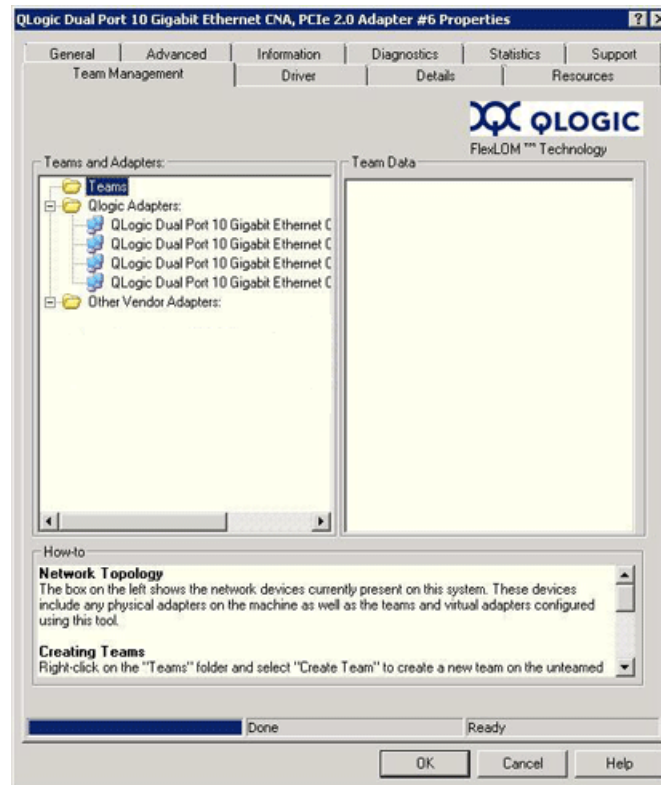 QLogic Dual Port 10 Gigabit Ethernet CNA, PCIe 2.0 Adapter #6 Properties
General Advanced Information Diagnostics Statistics Support
Team Management Driver Details Resources
QLOGIC
FlexLOM ™ Technology
Teams and Adapters:
Teams
Qlogic Adapters:
QLogic Dual Port 10 Gigabit Ethernet C
QLogic Dual Port 10 Gigabit Ethernet C
QLogic Dual Port 10 Gigabit Ethernet C
QLogic Dual Port 10 Gigabit Ethernet C
Other Vendor Adapters:
Team Data
How-to
Network Topology
The box on the left shows the network devices currently present on this system. These devices
include any physical adapters on the machine as well as the teams and virtual adapters configured
using this tool.
Creating Teams
Right-click on the "Teams" folder and select "Create Team" to create a new team on the unteamed
Done Ready
OK Cancel Help